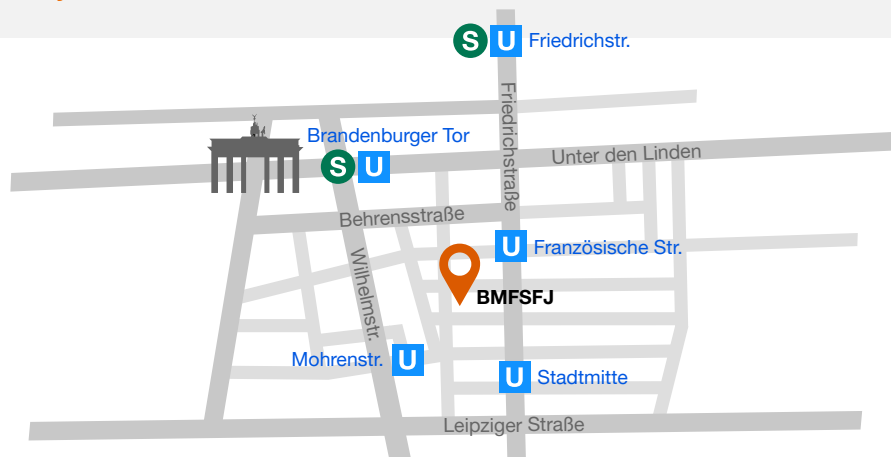 S U Friedrichstr.
Friedrichstraße
Brandenburger Tor
S U
Unter den Linden
Behrensstraße
U Französische Str.
Wilhelmstr.
BMFSFJ
Mohrenstr. U
U Stadtmitte
Leipziger Straße